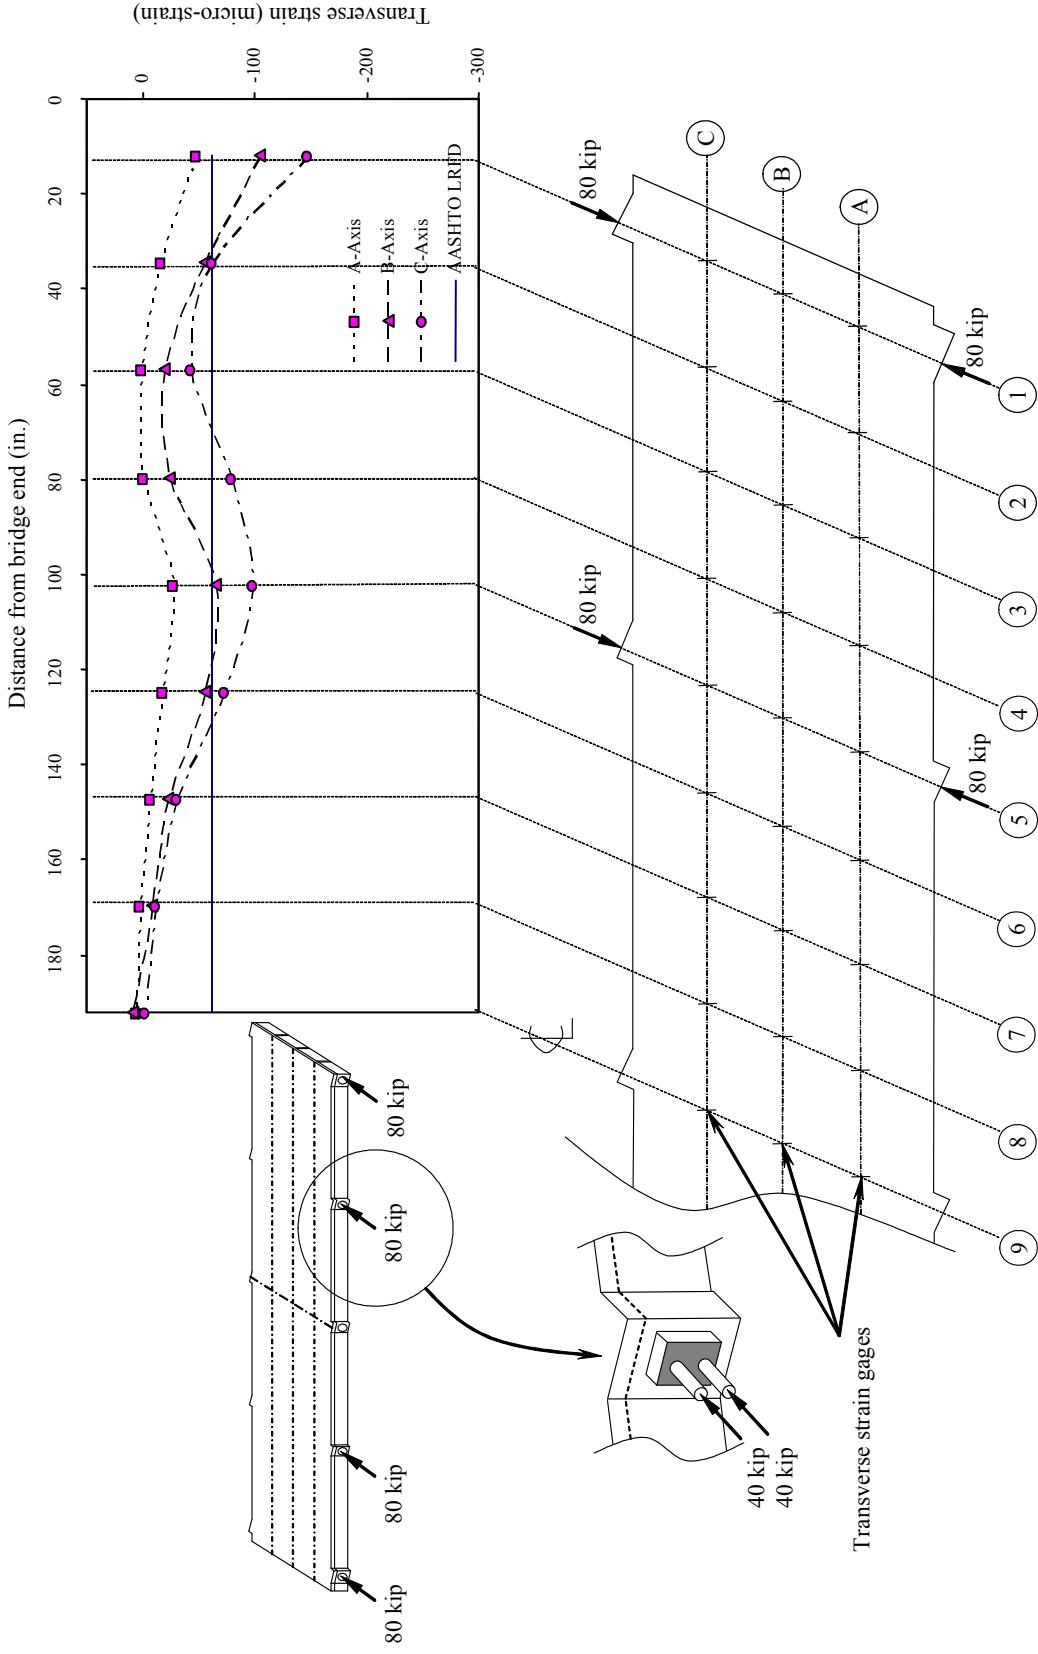 Distance from bridge end (in.)
0
20
40
60
80
100
120
140
160
180
Transverse strain (micro-strain)
0
-100
-200
-300
A-Axis
B-Axis
C-Axis
AASHTO LRFD
80 kip
80 kip
80 kip
80 kip
C
B
A
1
2
3
4
5
6
7
8
9
80 kip
80 kip
80 kip
80 kip
40 kip
40 kip
Transverse strain gages